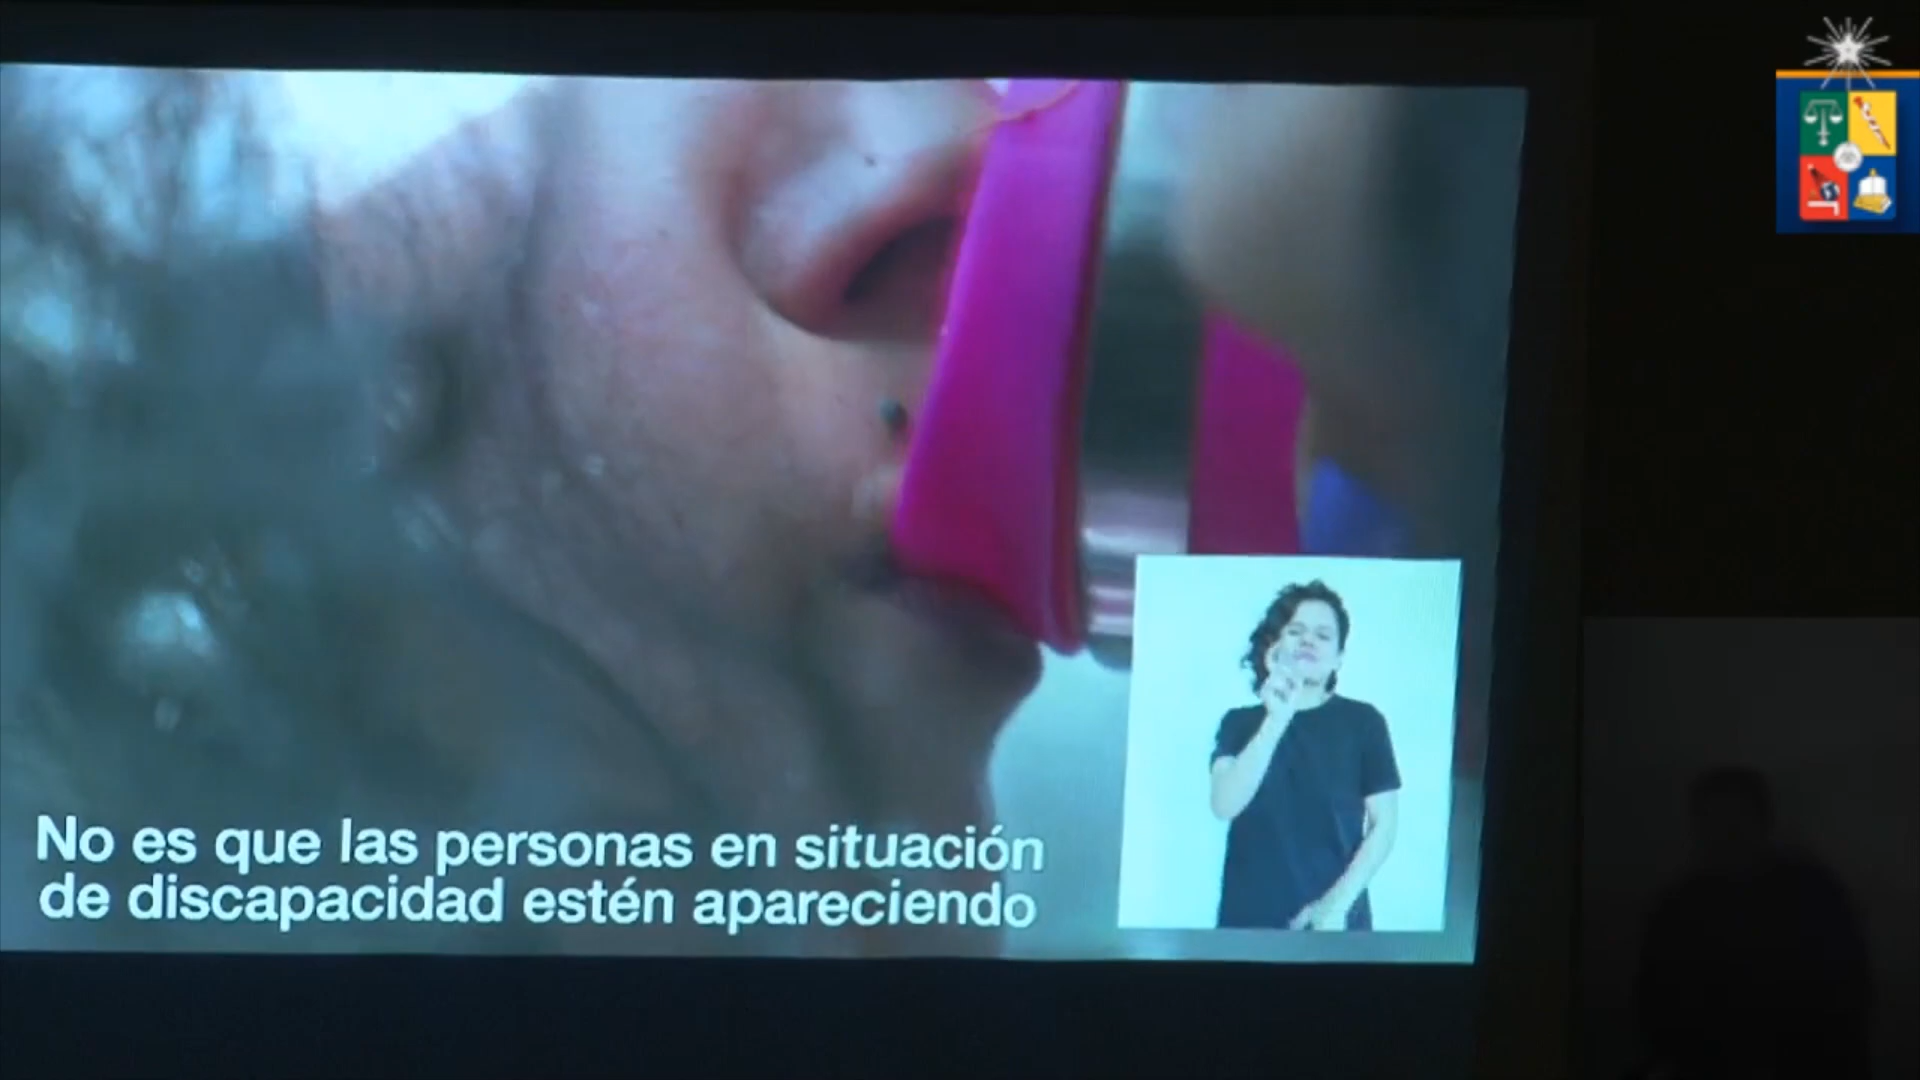 No es que las personas en situación
de discapacidad estén apareciendo